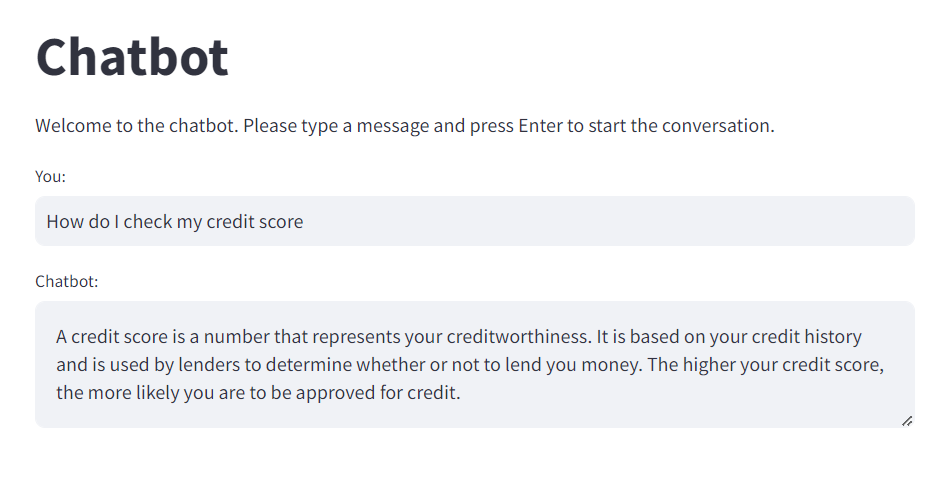 Chatbot
Welcome to the chatbot. Please type a message and press Enter to start the conversation.
You:
How do I check my credit score
Chatbot:
A credit score is a number that represents your creditworthiness. It is based on your credit history
and is used by lenders to determine whether or not to lend you money. The higher your credit score,
the more likely you are to be approved for credit.